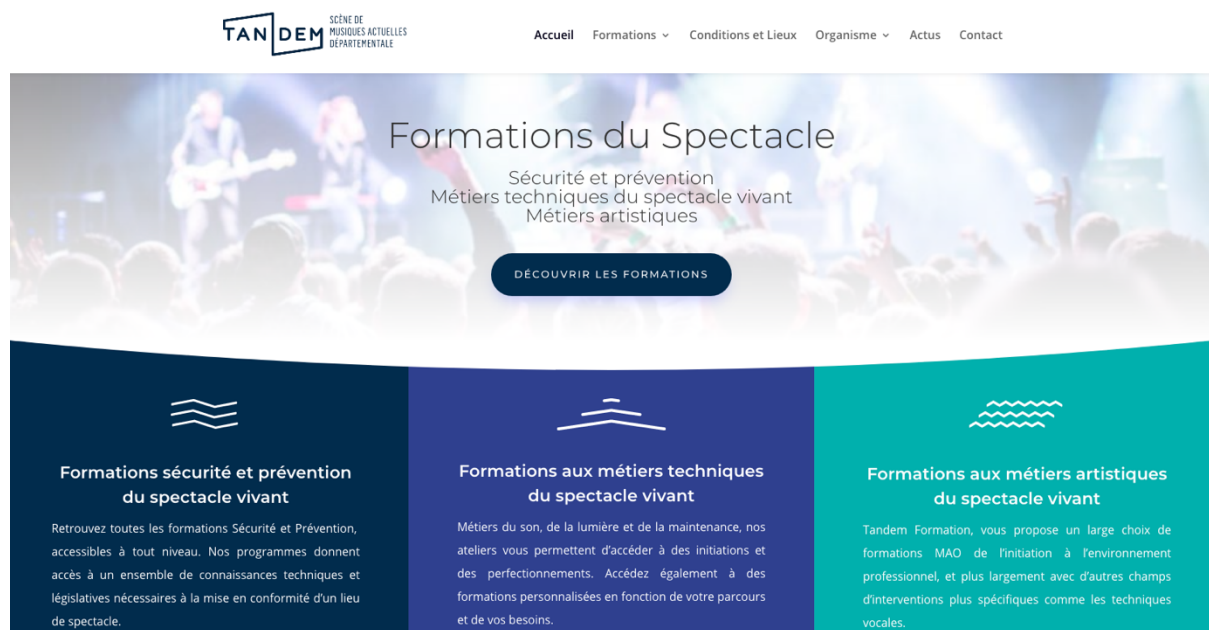 TANDEM
SCÈNE DE
MUSIQUES ACTUELLES
DÉPARTEMENTALE
Accueil Formations Conditions et Lieux Organisme Actus Contact
Formations du Spectacle
Sécurité et prévention
Métiers techniques du spectacle vivant
Métiers artistiques
DÉCOUVRIR LES FORMATIONS
Formations sécurité et prévention
du spectacle vivant
Retrouvez toutes les formations Sécurité et Prévention,
accessibles à tout niveau. Nos programmes donnent
accès à un ensemble de connaissances techniques et
législatives nécessaires à la mise en conformité d'un lieu
de spectacle.
Formations aux métiers techniques
du spectacle vivant
Métiers du son, de la lumière et de la maintenance, nos
ateliers vous permettent d'accéder à des initiations et
des perfectionnements. Accédez également à des
formations personnalisées en fonction de votre parcours
et de vos besoins.
Formations aux métiers artistiques
du spectacle vivant
Tandem Formation, vous propose un large choix de
formations MAO de l'initiation à l'environnement
professionnel, et plus largement avec d'autres champs
d'interventions plus spécifiques comme les techniques
vocales.